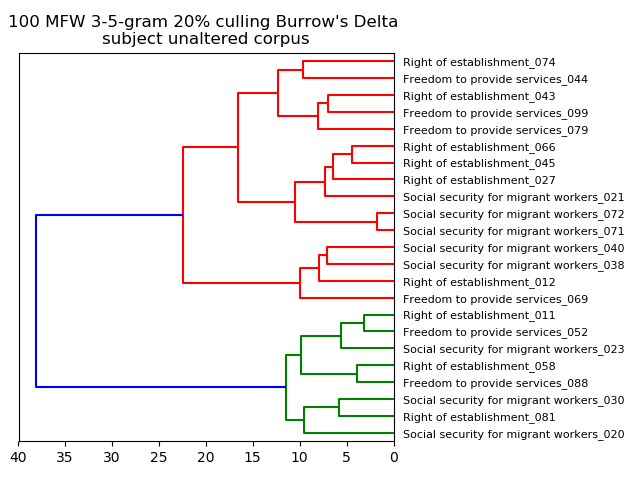 100 MFW 3-5-gram 20% culling Burrow's Delta
subject unaltered corpus
Right of establishment_074
Freedom to provide services_044
Right of establishment_043
Freedom to provide services_099
Freedom to provide services_079
Right of establishment_066
Right of establishment_045
Right of establishment_027
Social security for migrant workers_021
Social security for migrant workers_072
Social security for migrant workers_071
Social security for migrant workers_040
Social security for migrant workers_038
Right of establishment_012
Freedom to provide services_069
Right of establishment_011
Freedom to provide services_052
Social security for migrant workers_023
Right of establishment_058
Freedom to provide services_088
Social security for migrant workers_030
Right of establishment_081
Social security for migrant workers_020
40 35 30 25 20 15 10 5 0